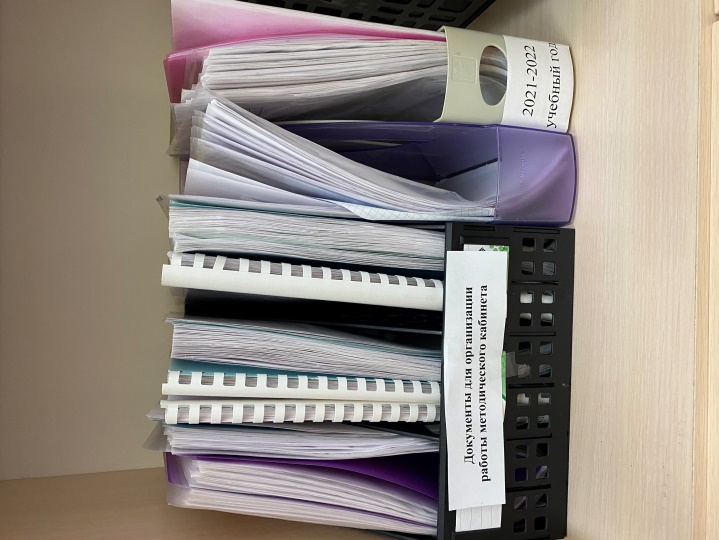 2021-2022
учебный год
Документы для организации
работы методического кабинета